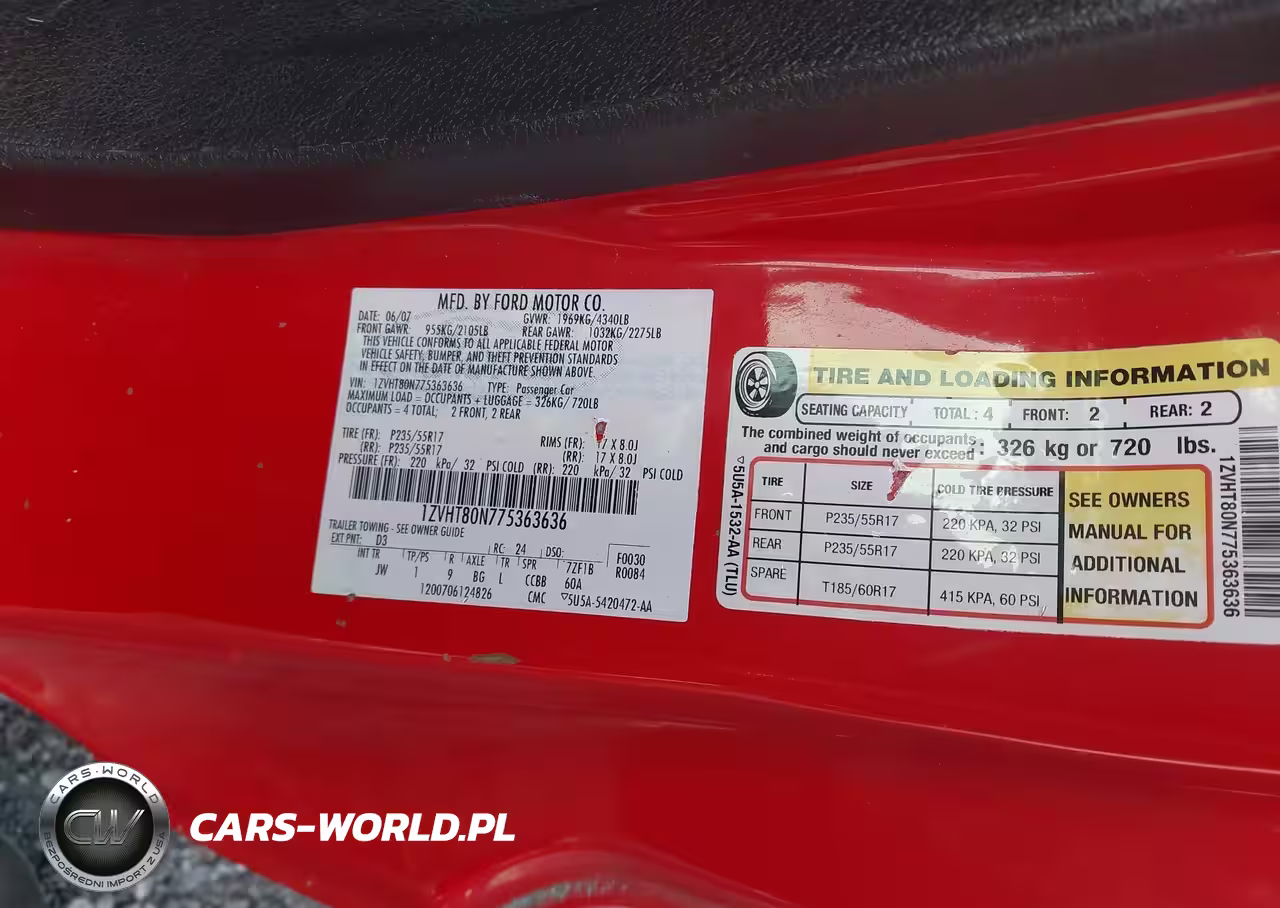 MFD. BY FORD MOTOR CO.
DATE: 06/07 GVWR: 1969KG/4340LB
FRONT GAWR: 955KG/2105LB REAR GAWR: 1032KG/2275LB
THIS VEHICLE CONFORMS TO ALL APPLICABLE FEDERAL MOTOR
VEHICLE SAFETY, BUMPER, AND THEFT PREVENTION STANDARDS
IN EFFECT ON THE DATE OF MANUFACTURE SHOWN ABOVE.
VIN: 1ZVHT80N775363636 TYPE: Passenger Car
MAXIMUM LOAD = OCCUPANTS + LUGGAGE = 326KG/720LB
OCCUPANTS = 4 TOTAL; 2 FRONT, 2 REAR
TIRE (FR): P235/55R17 RIMS (FR): 17 X 8.0J
(RR): P235/55R17 (RR): 17 X 8.0J
PRESSURE (FR): 220 kPa/ 32 PSI COLD (RR): 220 kPa/ 32 PSI COLD
1ZVHT80N775363636
TRAILER TOWING - SEE OWNER GUIDE
EXT PNT: D3 RC: 24 DSO: F0030
INT TR TP/PS R AXLE TR SPR 7ZF1B R0084
JW 1 9 BG L CCBB 60A
1200706124826 CMC ▽5U5A-5420472-AA
TIRE AND LOADING INFORMATION
SEATING CAPACITY TOTAL : 4 FRONT: 2 REAR: 2
The combined weight of occupants
and cargo should never exceed : 326 kg or 720 lbs.
TIRE SIZE COLD TIRE PRESSURE
FRONT P235/55R17 220 KPA, 32 PSI
REAR P235/55R17 220 KPA, 32 PSI
SPARE T185/60R17 415 KPA, 60 PSI
SEE OWNERS
MANUAL FOR
ADDITIONAL
INFORMATION
▽5U5A-1532-AA (TLU)
1ZVHT80N775363636
CARS-WORLD
CW
BEZPOŚREDNI IMPORT Z USA
CARS-WORLD.PL